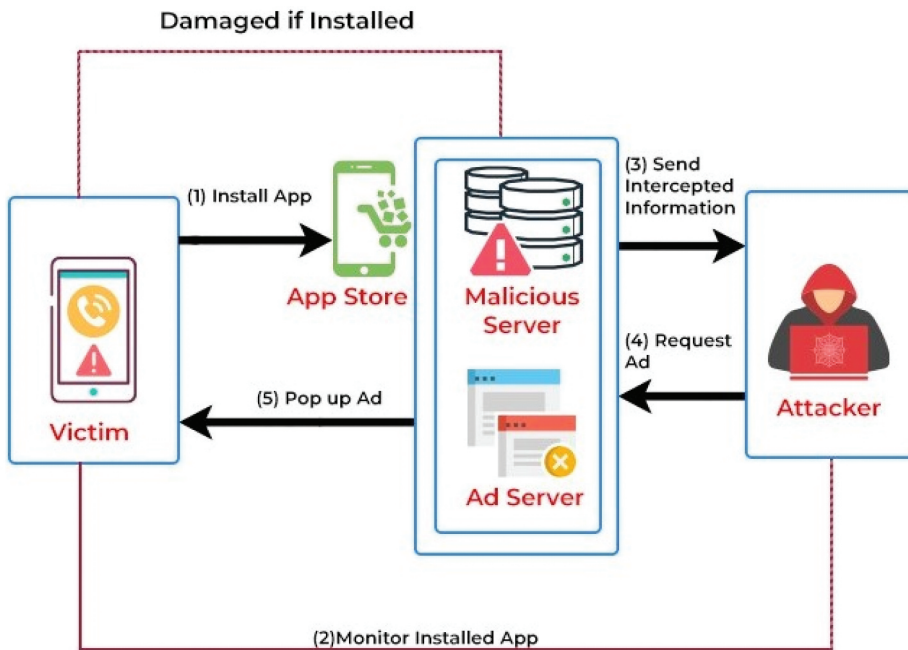 Damaged if Installed
(1) Install App
App Store
Malicious
Server
(3) Send
Intercepted
Information
(4) Request
Ad
Attacker
(5) Pop up Ad
Victim
Ad Server
(2)Monitor Installed App